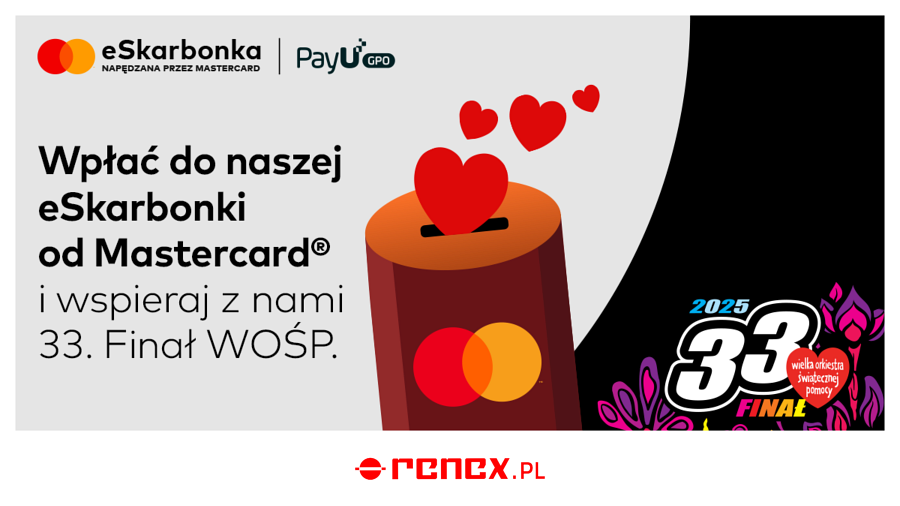 eSkarbonka
NAPĘDZANA PRZEZ MASTERCARD
PayU GPO
Wpłać do naszej
eSkarbonki
od Mastercard®
i wspieraj z nami
33. Finał WOŚP.
2025
33
wielka orkiestra
świątecznej
pomocy
FINAŁ
renex.PL